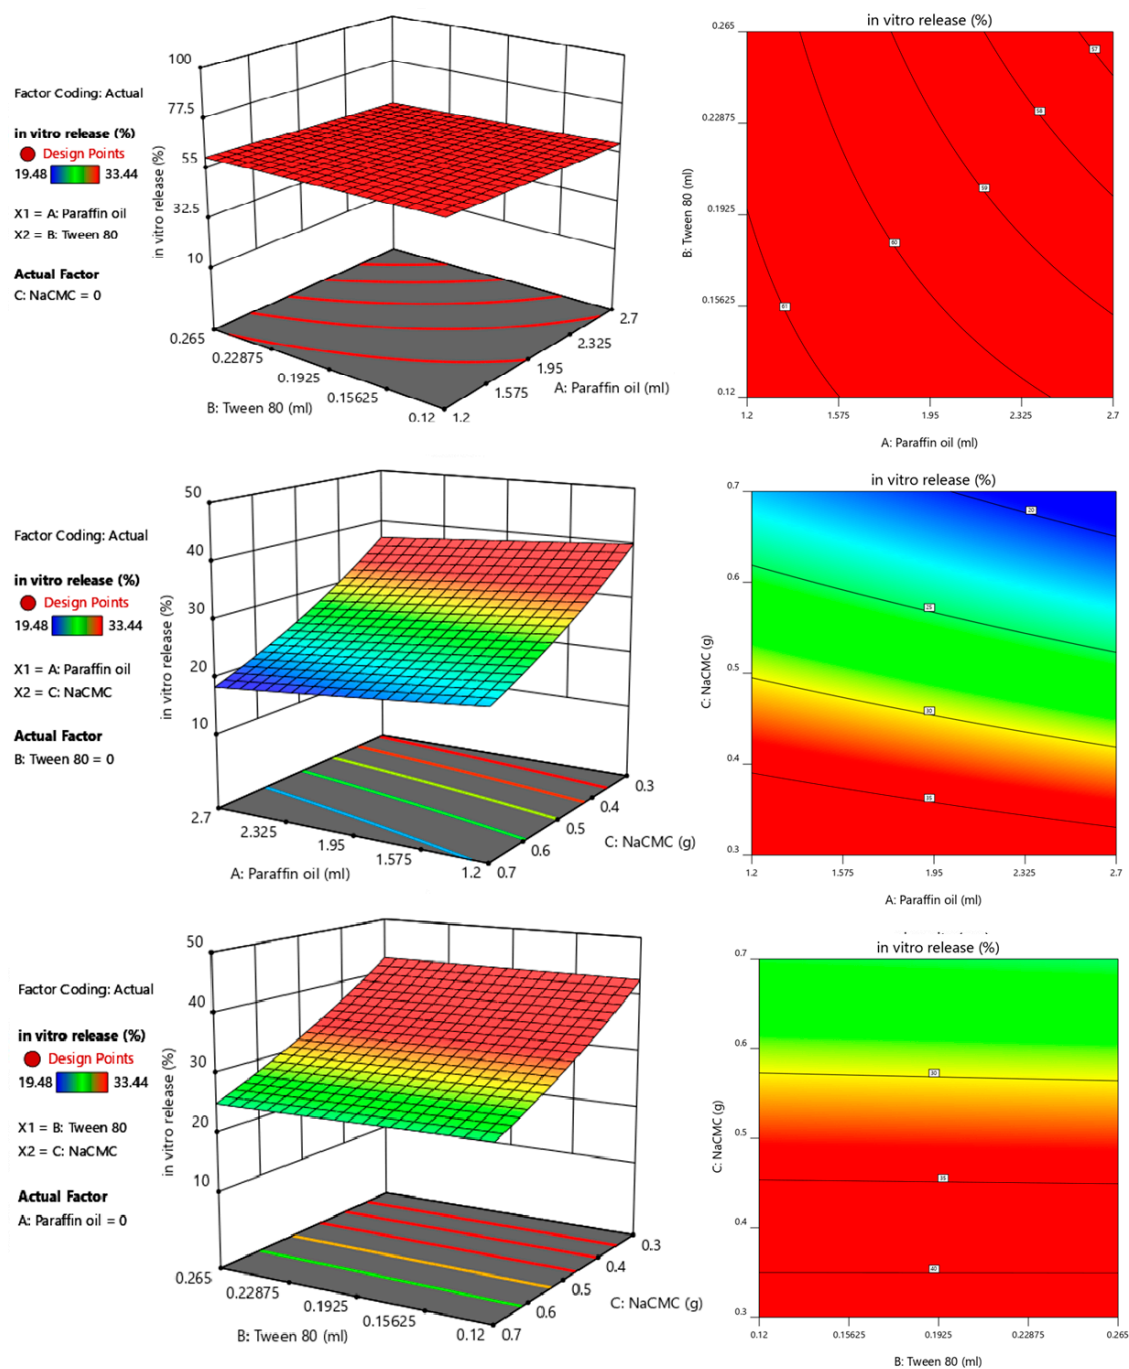 Factor Coding: Actual
in vitro release (%)
Design Points
19.48 33.44
X1 = A: Paraffin oil
X2 = B: Tween 80
Actual Factor
C: NaCMC = 0
in vitro release (%)
100
77.5
55
32.5
10
0.265
0.22875
0.1925
0.15625
0.12
B: Tween 80 (ml)
1.2
1.575
1.95
2.325
2.7
A: Paraffin oil (ml)
in vitro release (%)
B: Tween 80 (ml)
0.265
0.22875
0.1925
0.15625
0.12
57
58
59
60
61
1.2 1.575 1.95 2.325 2.7
A: Paraffin oil (ml)
Factor Coding: Actual
in vitro release (%)
Design Points
19.48 33.44
X1 = A: Paraffin oil
X2 = C: NaCMC
Actual Factor
B: Tween 80 = 0
in vitro release (%)
50
40
30
20
10
2.7
2.325
1.95
1.575
1.2
A: Paraffin oil (ml)
0.7
0.6
0.5
0.4
0.3
C: NaCMC (g)
in vitro release (%)
C: NaCMC (g)
0.7
0.6
0.5
0.4
0.3
20
25
30
35
1.2 1.575 1.95 2.325 2.7
A: Paraffin oil (ml)
Factor Coding: Actual
in vitro release (%)
Design Points
19.48 33.44
X1 = B: Tween 80
X2 = C: NaCMC
Actual Factor
A: Paraffin oil = 0
in vitro release (%)
50
40
30
20
10
0.265
0.22875
0.1925
0.15625
0.12
B: Tween 80 (ml)
0.7
0.6
0.5
0.4
0.3
C: NaCMC (g)
in vitro release (%)
C: NaCMC (g)
0.7
0.6
0.5
0.4
0.3
30
35
40
0.12 0.15625 0.1925 0.22875 0.265
B: Tween 80 (ml)